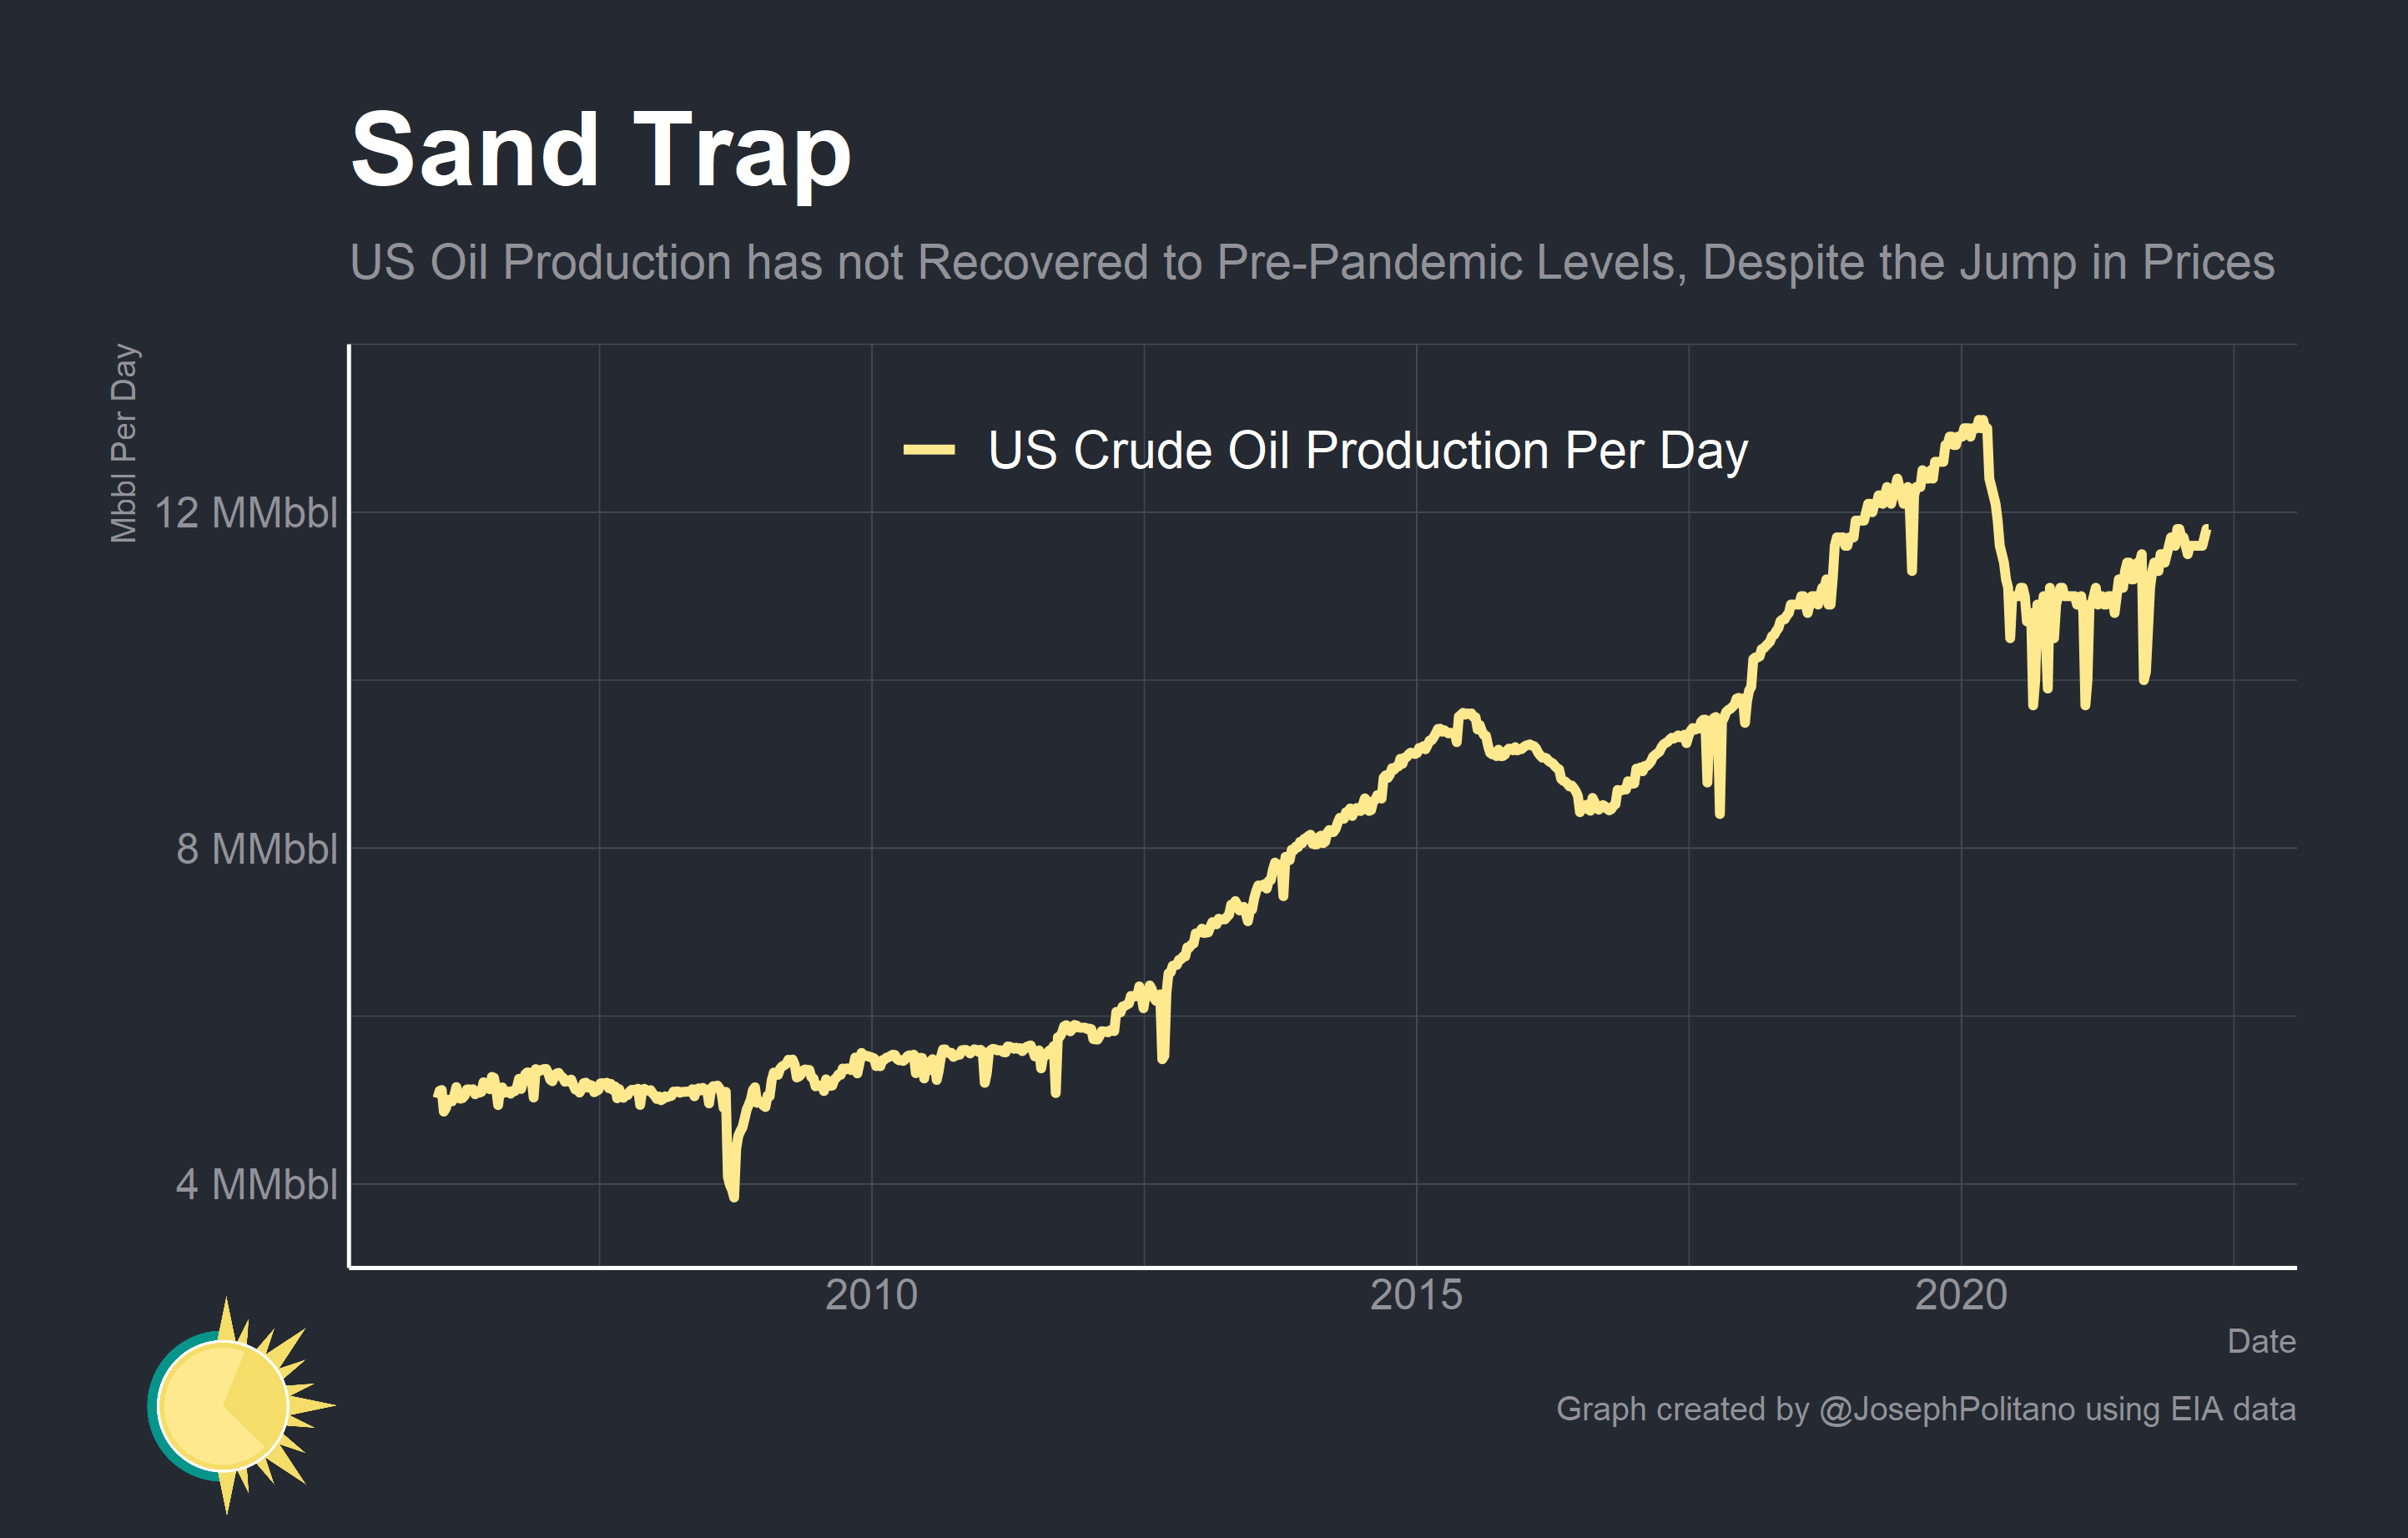 Sand Trap
US Oil Production has not Recovered to Pre-Pandemic Levels, Despite the Jump in Prices
Mbbl Per Day
US Crude Oil Production Per Day
12 MMbbl
8 MMbbl
4 MMbbl
2010
2015
2020
Date
Graph created by @JosephPolitano using EIA data